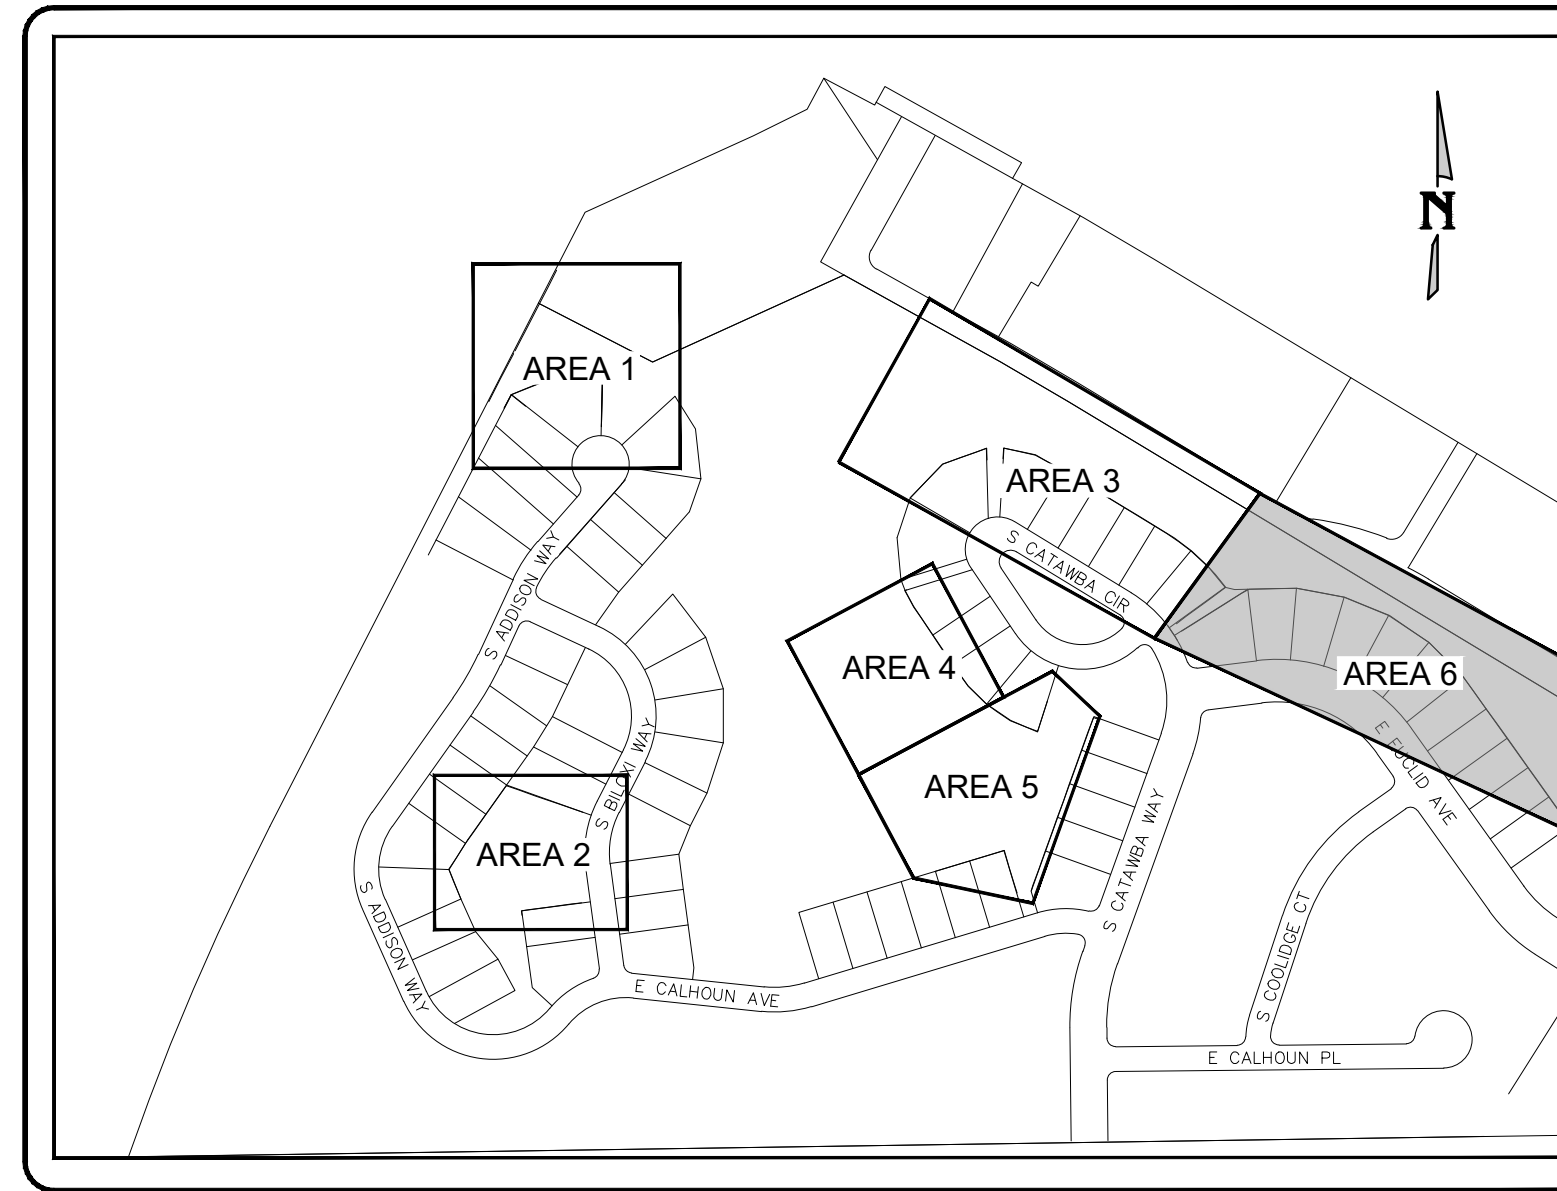 N
AREA 1
AREA 3
S CATAWBA CIR
S ADDISON WAY
AREA 4
AREA 6
S BILOXI WAY
E EUCLID AVE
AREA 5
S CATAWBA WAY
AREA 2
S ADDISON WAY
S COOLIDGE CT
E CALHOUN AVE
E CALHOUN PL